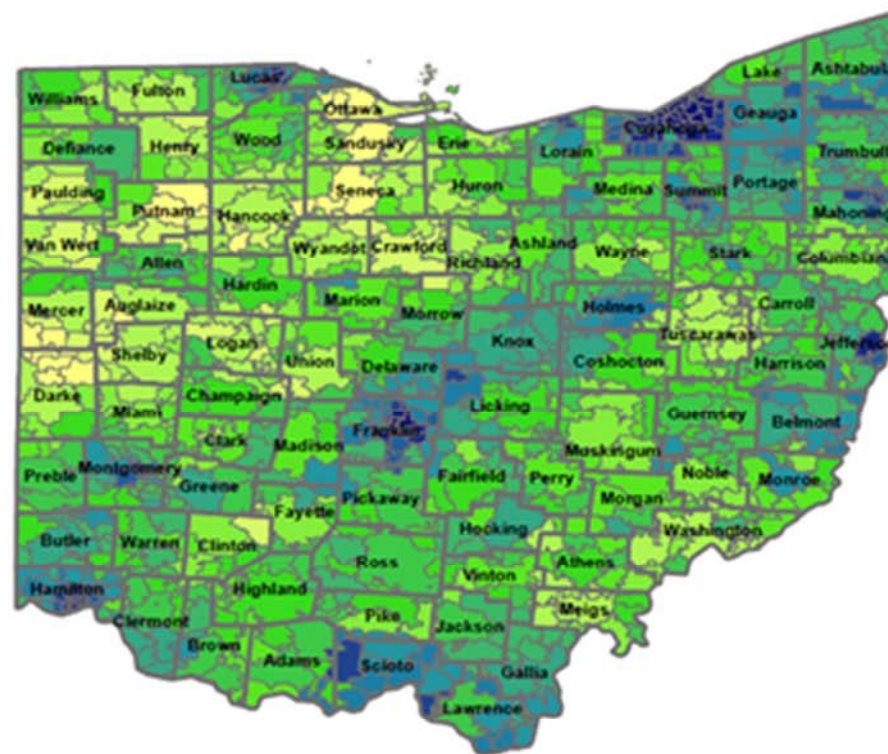 Williams
Fulton
Lucas
Ottawa
Lake
Ashtabul
Defiance
Henry
Wood
Sandusky
Erie
Lorain
Cuyahoga
Geauga
Trumbull
Paulding
Putnam
Hancock
Seneca
Huron
Medina
Summit
Portage
Mahoning
Van Wert
Allen
Wyandot
Crawford
Richland
Ashland
Wayne
Stark
Columbiana
Mercer
Auglaize
Hardin
Marion
Morrow
Knox
Holmes
Tuscarawas
Carroll
Jefferso
Shelby
Logan
Union
Delaware
Coshocton
Harrison
Darke
Miami
Champaign
Licking
Guernsey
Belmont
Clark
Madison
Franklin
Muskingum
Preble
Montgomery
Greene
Fairfield
Perry
Noble
Monroe
Fayette
Pickaway
Morgan
Butler
Warren
Clinton
Hocking
Washington
Hamilton
Ross
Athens
Highland
Vinton
Clermont
Pike
Meigs
Brown
Adams
Jackson
Scioto
Gallia
Lawrence